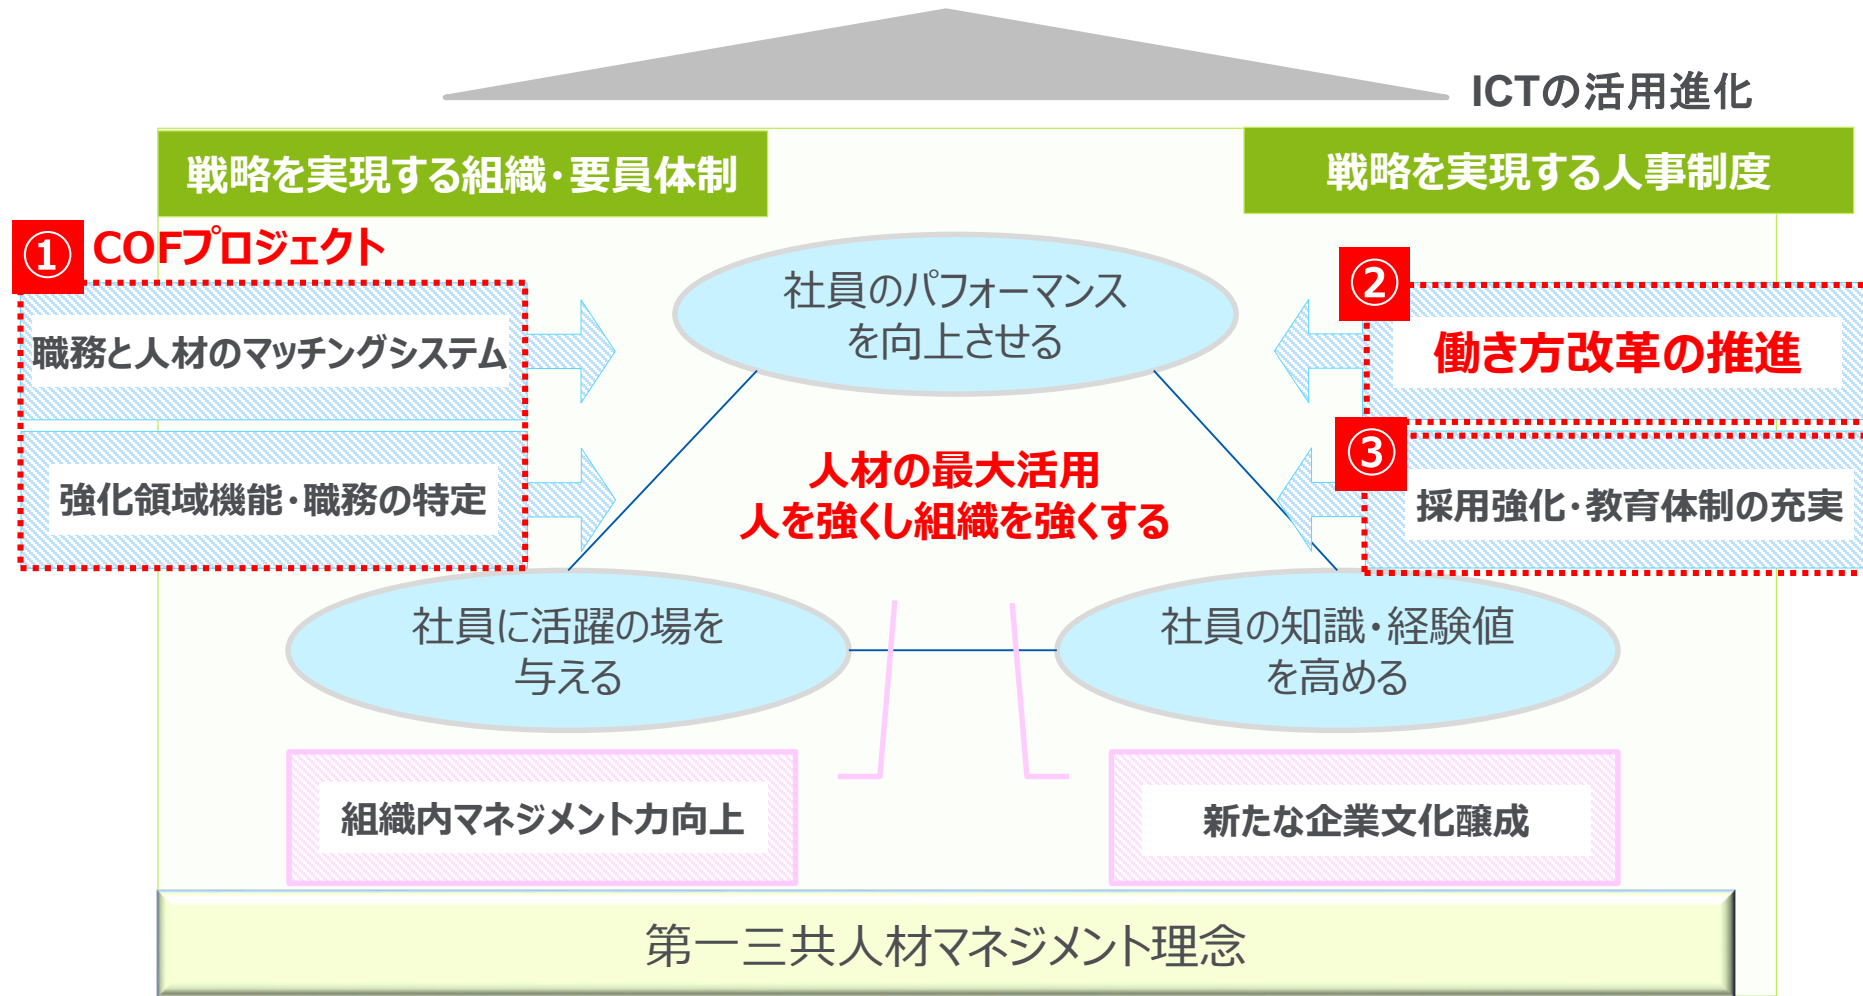 ICTの活用進化
戦略を実現する組織・要員体制
戦略を実現する人事制度
① COFプロジェクト
職務と人材のマッチングシステム
強化領域機能・職務の特定
社員のパフォーマンス
を向上させる
②
働き方改革の推進
③
採用強化・教育体制の充実
人材の最大活用
人を強くし組織を強くする
社員に活躍の場を
与える
社員の知識・経験値
を高める
組織内マネジメント力向上
新たな企業文化醸成
第一三共人材マネジメント理念